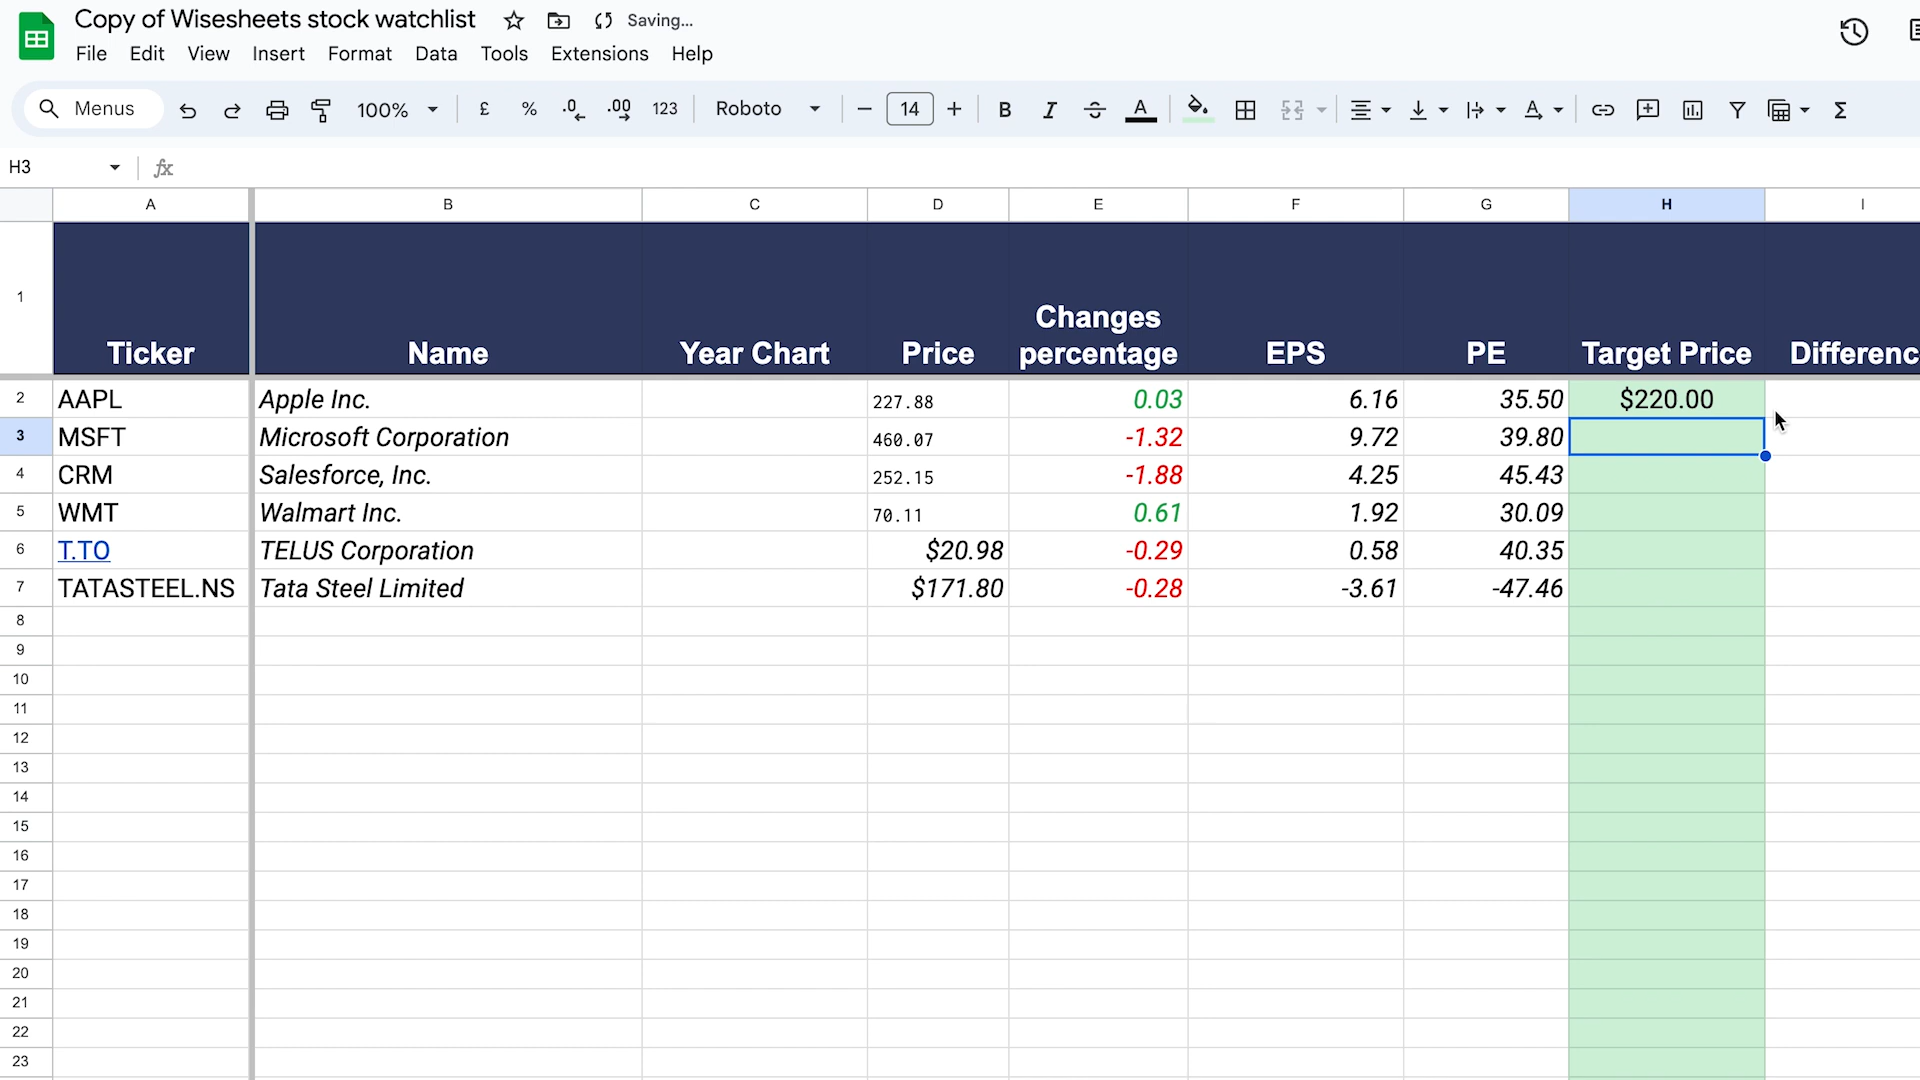 Copy of Wisesheets stock watchlist Saving...
File Edit View Insert Format Data Tools Extensions Help
Menus 100% £ % .0 .00 123 Roboto 14 B I S A Σ
H3 fx
A B C D E F G H I
1 Ticker Name Year Chart Price Changes percentage EPS PE Target Price Differenc
2 AAPL Apple Inc. 227.88 0.03 6.16 35.50 $220.00
3 MSFT Microsoft Corporation 460.07 -1.32 9.72 39.80
4 CRM Salesforce, Inc. 252.15 -1.88 4.25 45.43
5 WMT Walmart Inc. 70.11 0.61 1.92 30.09
6 T.TO TELUS Corporation $20.98 -0.29 0.58 40.35
7 TATASTEEL.NS Tata Steel Limited $171.80 -0.28 -3.61 -47.46
8
9
10
11
12
13
14
15
16
17
18
19
20
21
22
23